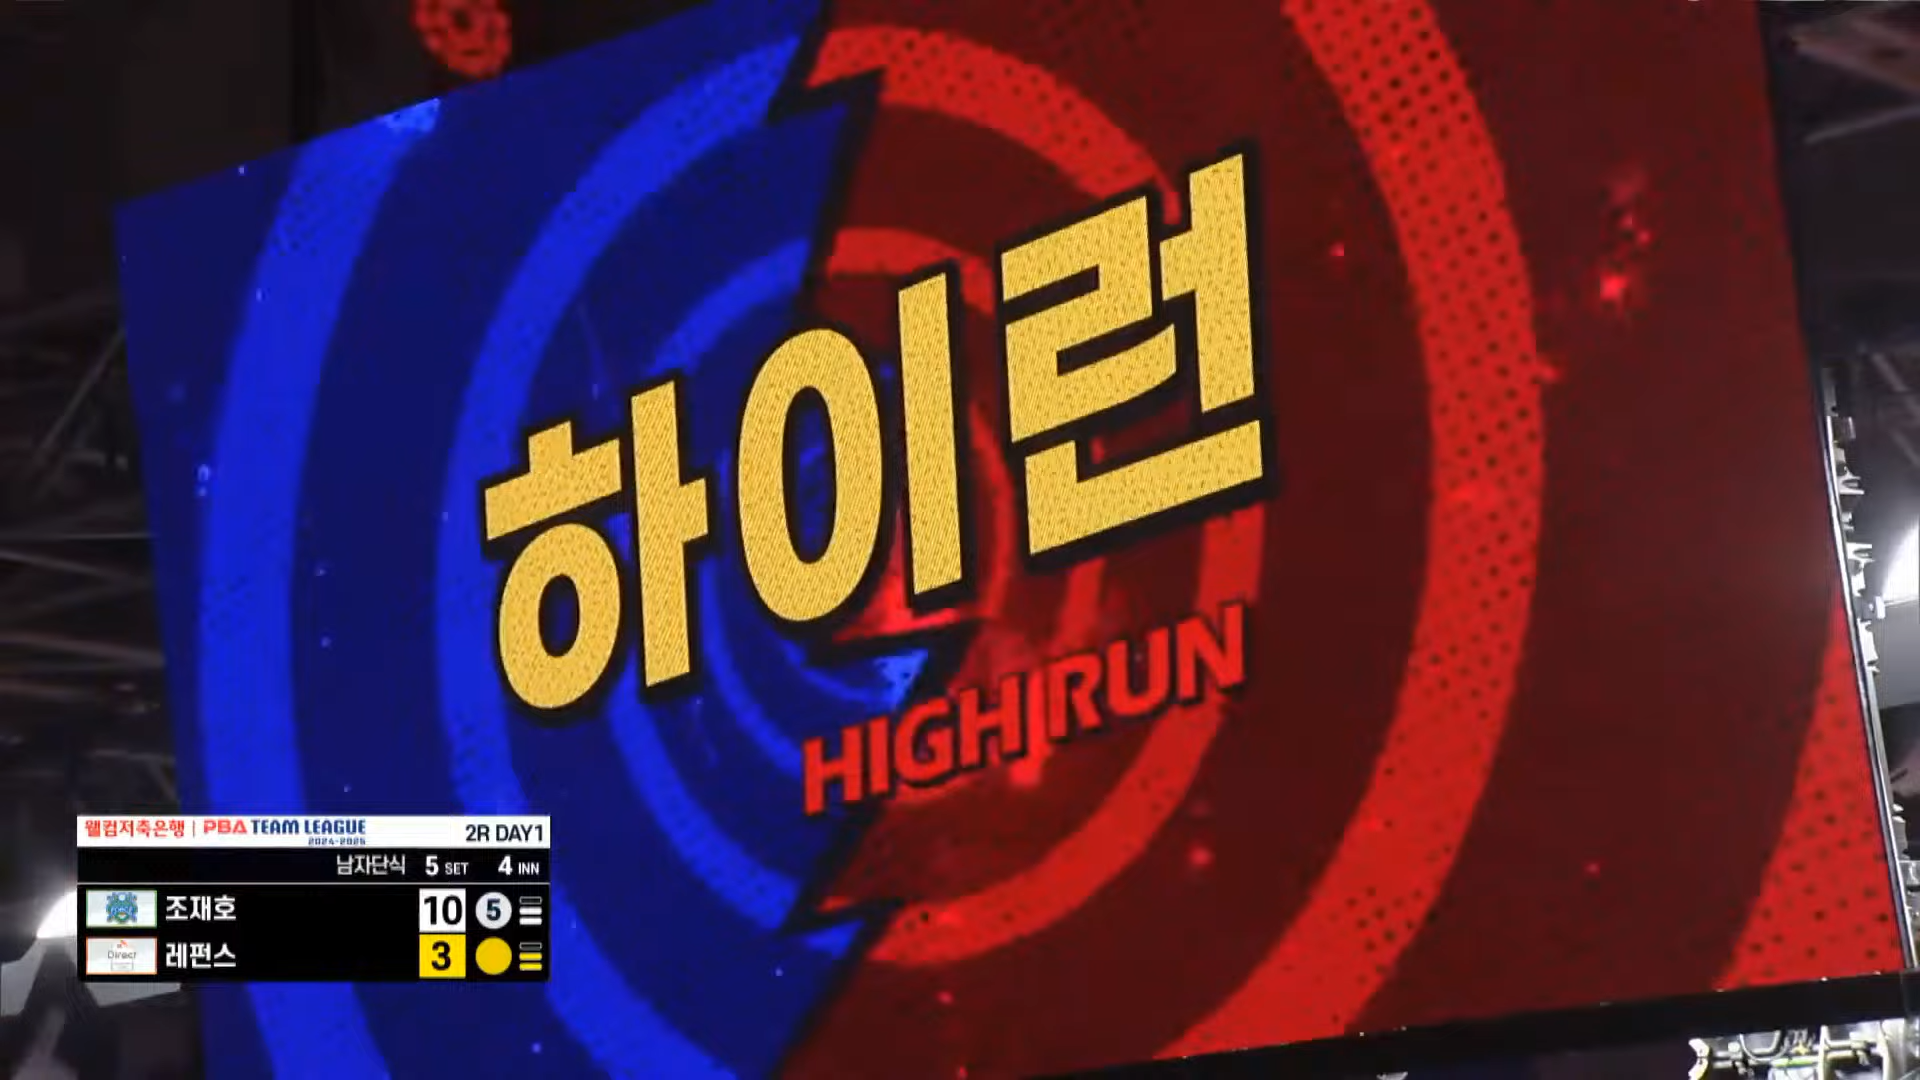 하이런
HIGH RUN
웰컴저축은행 | PBA TEAM LEAGUE 2024-2025 2R DAY1
남자단식 5 SET 4 INN
조재호 10 5
Direct 레펀스 3